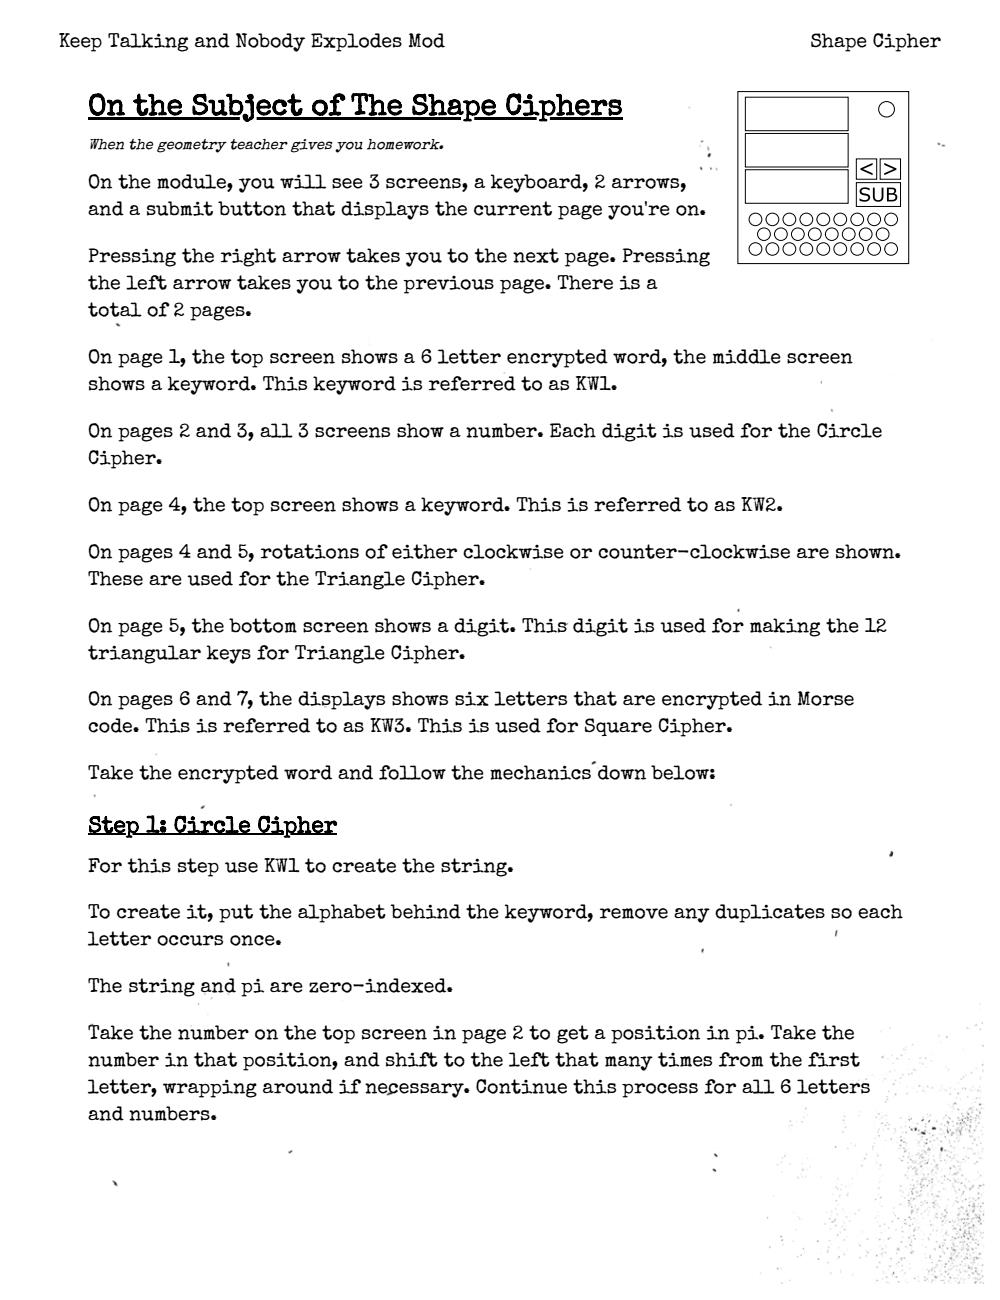 Keep Talking and Nobody Explodes Mod
Shape Cipher
On the Subject of The Shape Ciphers
When the geometry teacher gives you homework.
On the module, you will see 3 screens, a keyboard, 2 arrows,
and a submit button that displays the current page you're on.
< >
SUB
Pressing the right arrow takes you to the next page. Pressing
the left arrow takes you to the previous page. There is a
total of 2 pages.
On page 1, the top screen shows a 6 letter encrypted word, the middle screen
shows a keyword. This keyword is referred to as KW1.
On pages 2 and 3, all 3 screens show a number. Each digit is used for the Circle
Cipher.
On page 4, the top screen shows a keyword. This is referred to as KW2.
On pages 4 and 5, rotations of either clockwise or counter-clockwise are shown.
These are used for the Triangle Cipher.
On page 5, the bottom screen shows a digit. This digit is used for making the 12
triangular keys for Triangle Cipher.
On pages 6 and 7, the displays shows six letters that are encrypted in Morse
code. This is referred to as KW3. This is used for Square Cipher.
Take the encrypted word and follow the mechanics down below:
Step 1: Circle Cipher
For this step use KW1 to create the string.
To create it, put the alphabet behind the keyword, remove any duplicates so each
letter occurs once.
The string and pi are zero-indexed.
Take the number on the top screen in page 2 to get a position in pi. Take the
number in that position, and shift to the left that many times from the first
letter, wrapping around if necessary. Continue this process for all 6 letters
and numbers.